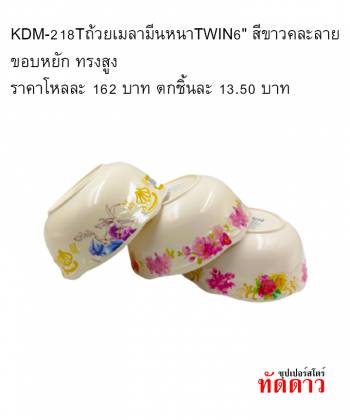 KDM-218Tถ้วยเมลามีนหนาTWIN6" สีขาวคละลาย
ขอบหยัก ทรงสูง
ราคาโหลละ 162 บาท ตกชิ้นละ 13.50 บาท
ซุปเปอร์สโตร์
ทัดดาว